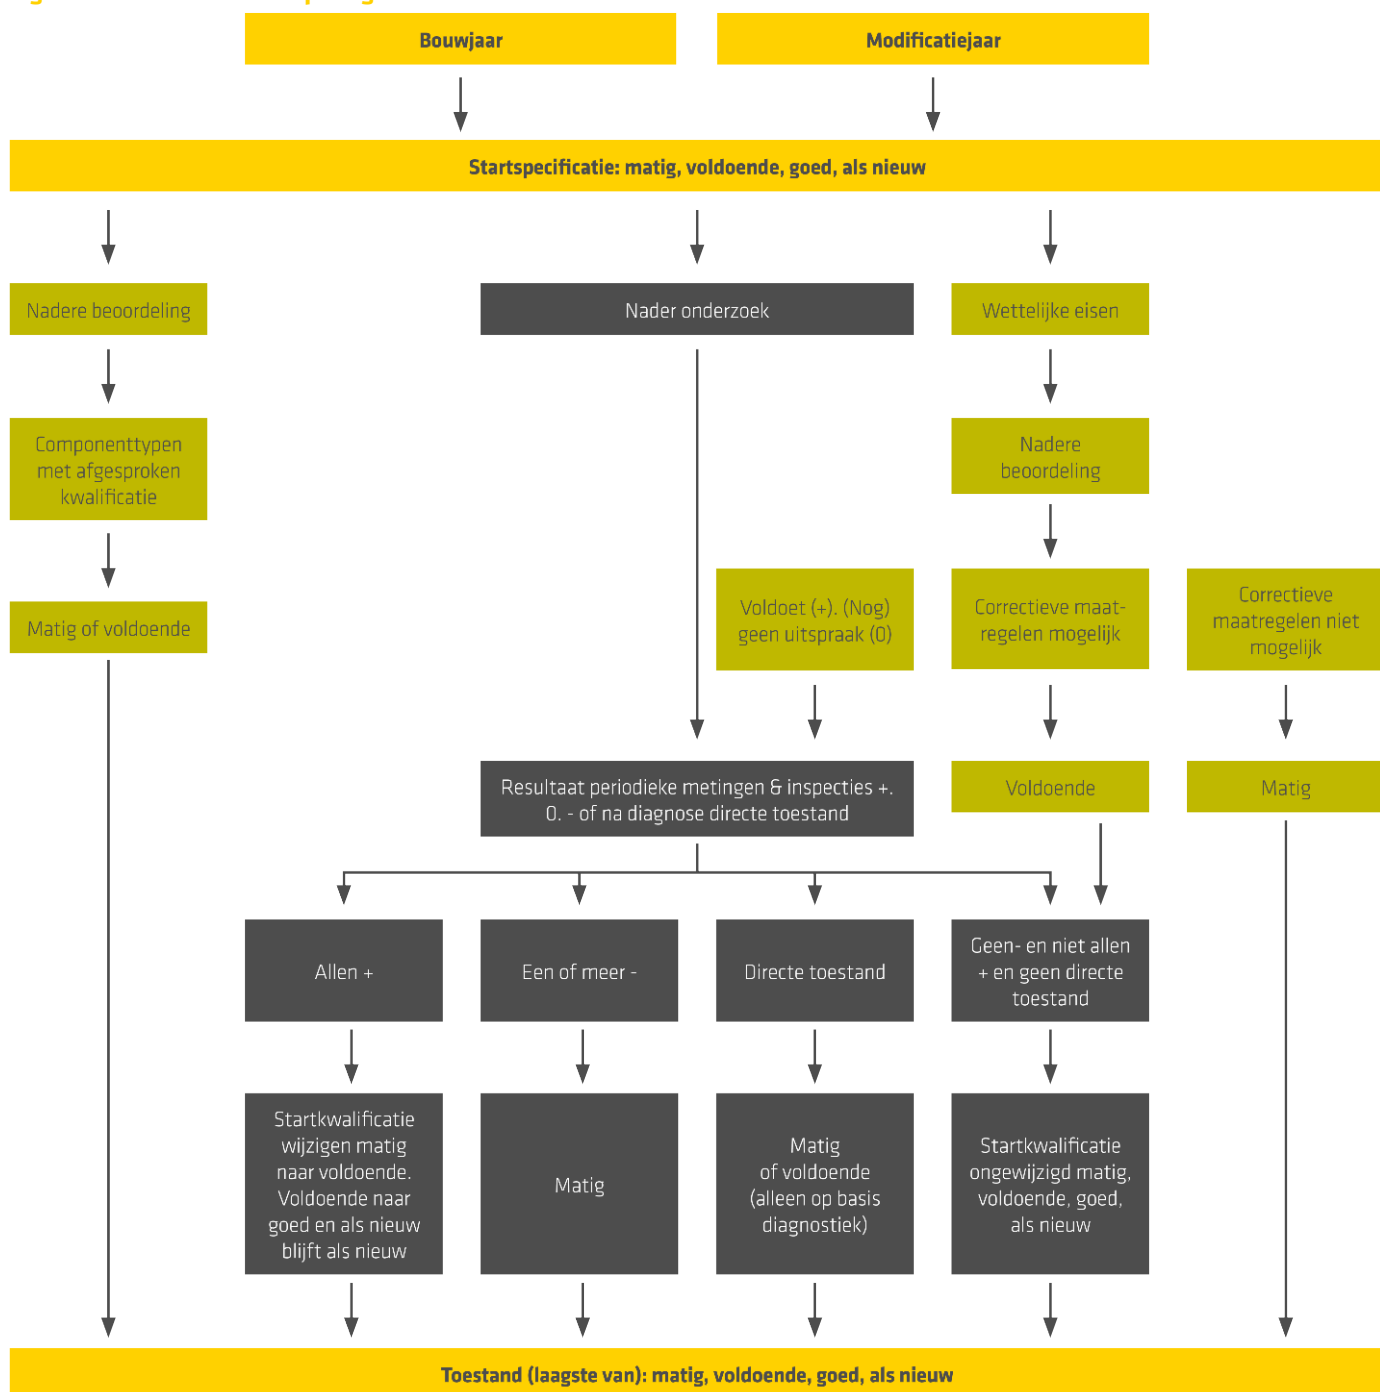 Bouwjaar
Modificatiejaar
Startspecificatie: matig, voldoende, goed, als nieuw
Nadere beoordeling
Nader onderzoek
Wettelijke eisen
Componenttypen
met afgesproken
kwalificatie
Nadere
beoordeling
Matig of voldoende
Voldoet (+). (Nog)
geen uitspraak (0)
Correctieve maat-
regelen mogelijk
Correctieve
maatregelen niet
mogelijk
Resultaat periodieke metingen & inspecties +.
0. - of na diagnose directe toestand
Voldoende
Matig
Allen +
Een of meer -
Directe toestand
Geen- en niet allen
+ en geen directe
toestand
Startkwalificatie
wijzigen matig
naar voldoende.
Voldoende naar
goed en als nieuw
blijft als nieuw
Matig
Matig
of voldoende
(alleen op basis
diagnostiek)
Startkwalificatie
ongewijzigd matig,
voldoende, goed,
als nieuw
Toestand (laagste van): matig, voldoende, goed, als nieuw